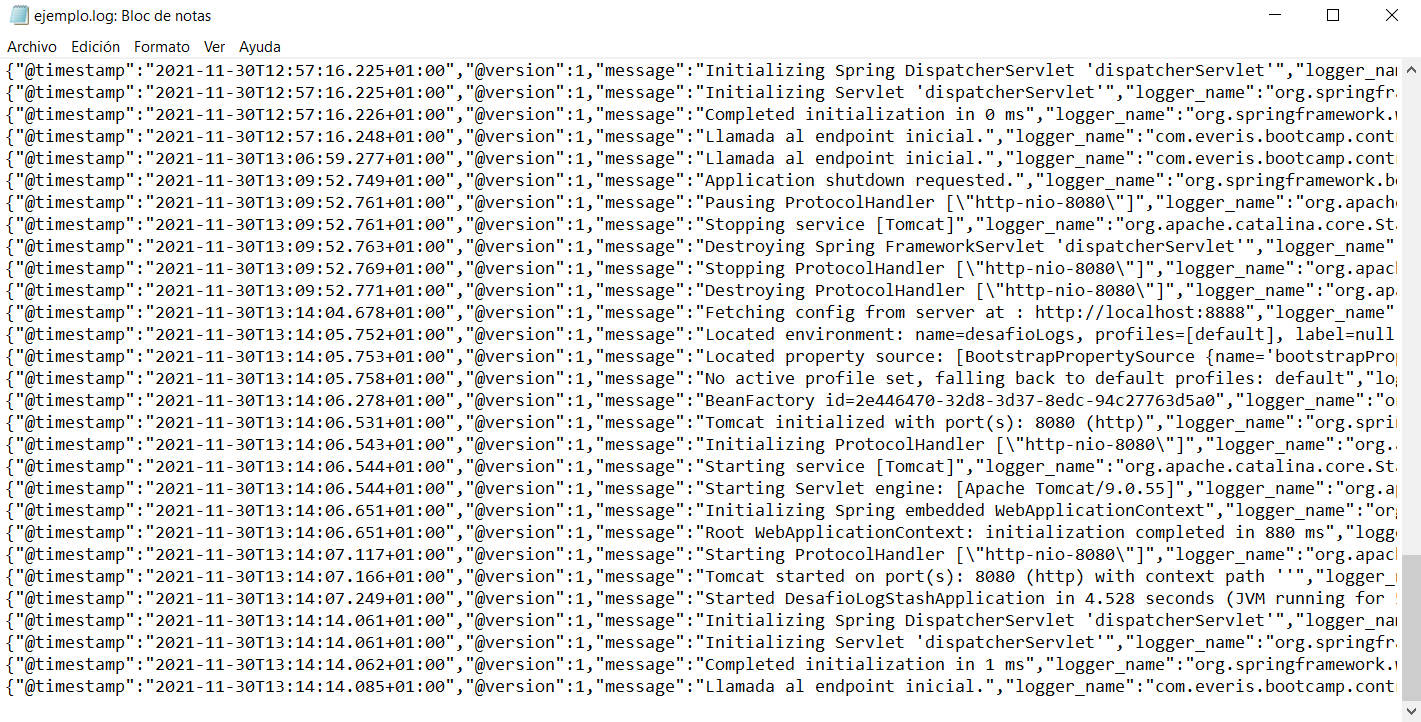 ejemplo.log: Bloc de notas
Archivo Edición Formato Ver Ayuda
{"@timestamp":"2021-11-30T12:57:16.225+01:00","@version":1,"message":"Initializing Spring DispatcherServlet 'dispatcherServlet'","logger_nam
{"@timestamp":"2021-11-30T12:57:16.225+01:00","@version":1,"message":"Initializing Servlet 'dispatcherServlet'","logger_name":"org.springfra
{"@timestamp":"2021-11-30T12:57:16.226+01:00","@version":1,"message":"Completed initialization in 0 ms","logger_name":"org.springframework.w
{"@timestamp":"2021-11-30T12:57:16.248+01:00","@version":1,"message":"Llamada al endpoint inicial.","logger_name":"com.everis.bootcamp.cont
{"@timestamp":"2021-11-30T13:06:59.277+01:00","@version":1,"message":"Llamada al endpoint inicial.","logger_name":"com.everis.bootcamp.cont
{"@timestamp":"2021-11-30T13:09:52.749+01:00","@version":1,"message":"Application shutdown requested.","logger_name":"org.springframework.bo
{"@timestamp":"2021-11-30T13:09:52.761+01:00","@version":1,"message":"Pausing ProtocolHandler [\"http-nio-8080\"]","logger_name":"org.apache
{"@timestamp":"2021-11-30T13:09:52.761+01:00","@version":1,"message":"Stopping service [Tomcat]","logger_name":"org.apache.catalina.core.Sta
{"@timestamp":"2021-11-30T13:09:52.763+01:00","@version":1,"message":"Destroying Spring FrameworkServlet 'dispatcherServlet'","logger_name"
{"@timestamp":"2021-11-30T13:09:52.769+01:00","@version":1,"message":"Stopping ProtocolHandler [\"http-nio-8080\"]","logger_name":"org.apac
{"@timestamp":"2021-11-30T13:09:52.771+01:00","@version":1,"message":"Destroying ProtocolHandler [\"http-nio-8080\"]","logger_name":"org.apa
{"@timestamp":"2021-11-30T13:14:04.678+01:00","@version":1,"message":"Fetching config from server at : http://localhost:8888","logger_name"
{"@timestamp":"2021-11-30T13:14:05.752+01:00","@version":1,"message":"Located environment: name=desafioLogs, profiles=[default], label=null
{"@timestamp":"2021-11-30T13:14:05.753+01:00","@version":1,"message":"Located property source: [BootstrapPropertySource {name='bootstrapProp
{"@timestamp":"2021-11-30T13:14:05.758+01:00","@version":1,"message":"No active profile set, falling back to default profiles: default","log
{"@timestamp":"2021-11-30T13:14:06.278+01:00","@version":1,"message":"BeanFactory id=2e446470-32d8-3d37-8edc-94c27763d5a0","logger_name":"o
{"@timestamp":"2021-11-30T13:14:06.531+01:00","@version":1,"message":"Tomcat initialized with port(s): 8080 (http)","logger_name":"org.spri
{"@timestamp":"2021-11-30T13:14:06.543+01:00","@version":1,"message":"Initializing ProtocolHandler [\"http-nio-8080\"]","logger_name":"org.a
{"@timestamp":"2021-11-30T13:14:06.544+01:00","@version":1,"message":"Starting service [Tomcat]","logger_name":"org.apache.catalina.core.Sta
{"@timestamp":"2021-11-30T13:14:06.544+01:00","@version":1,"message":"Starting Servlet engine: [Apache Tomcat/9.0.55]","logger_name":"org.ap
{"@timestamp":"2021-11-30T13:14:06.651+01:00","@version":1,"message":"Initializing Spring embedded WebApplicationContext","logger_name":"org
{"@timestamp":"2021-11-30T13:14:06.651+01:00","@version":1,"message":"Root WebApplicationContext: initialization completed in 880 ms","logge
{"@timestamp":"2021-11-30T13:14:07.117+01:00","@version":1,"message":"Starting ProtocolHandler [\"http-nio-8080\"]","logger_name":"org.apac
{"@timestamp":"2021-11-30T13:14:07.166+01:00","@version":1,"message":"Tomcat started on port(s): 8080 (http) with context path ''","logger_
{"@timestamp":"2021-11-30T13:14:07.249+01:00","@version":1,"message":"Started DesafioLogStashApplication in 4.528 seconds (JVM running for
{"@timestamp":"2021-11-30T13:14:14.061+01:00","@version":1,"message":"Initializing Spring DispatcherServlet 'dispatcherServlet'","logger_nam
{"@timestamp":"2021-11-30T13:14:14.061+01:00","@version":1,"message":"Initializing Servlet 'dispatcherServlet'","logger_name":"org.springfra
{"@timestamp":"2021-11-30T13:14:14.062+01:00","@version":1,"message":"Completed initialization in 1 ms","logger_name":"org.springframework.w
{"@timestamp":"2021-11-30T13:14:14.085+01:00","@version":1,"message":"Llamada al endpoint inicial.","logger_name":"com.everis.bootcamp.cont